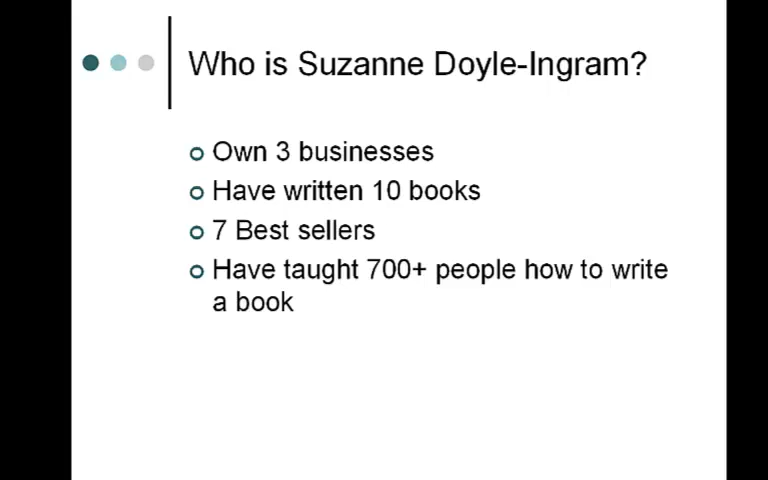 Who is Suzanne Doyle-Ingram?
Own 3 businesses
Have written 10 books
7 Best sellers
Have taught 700+ people how to write
a book